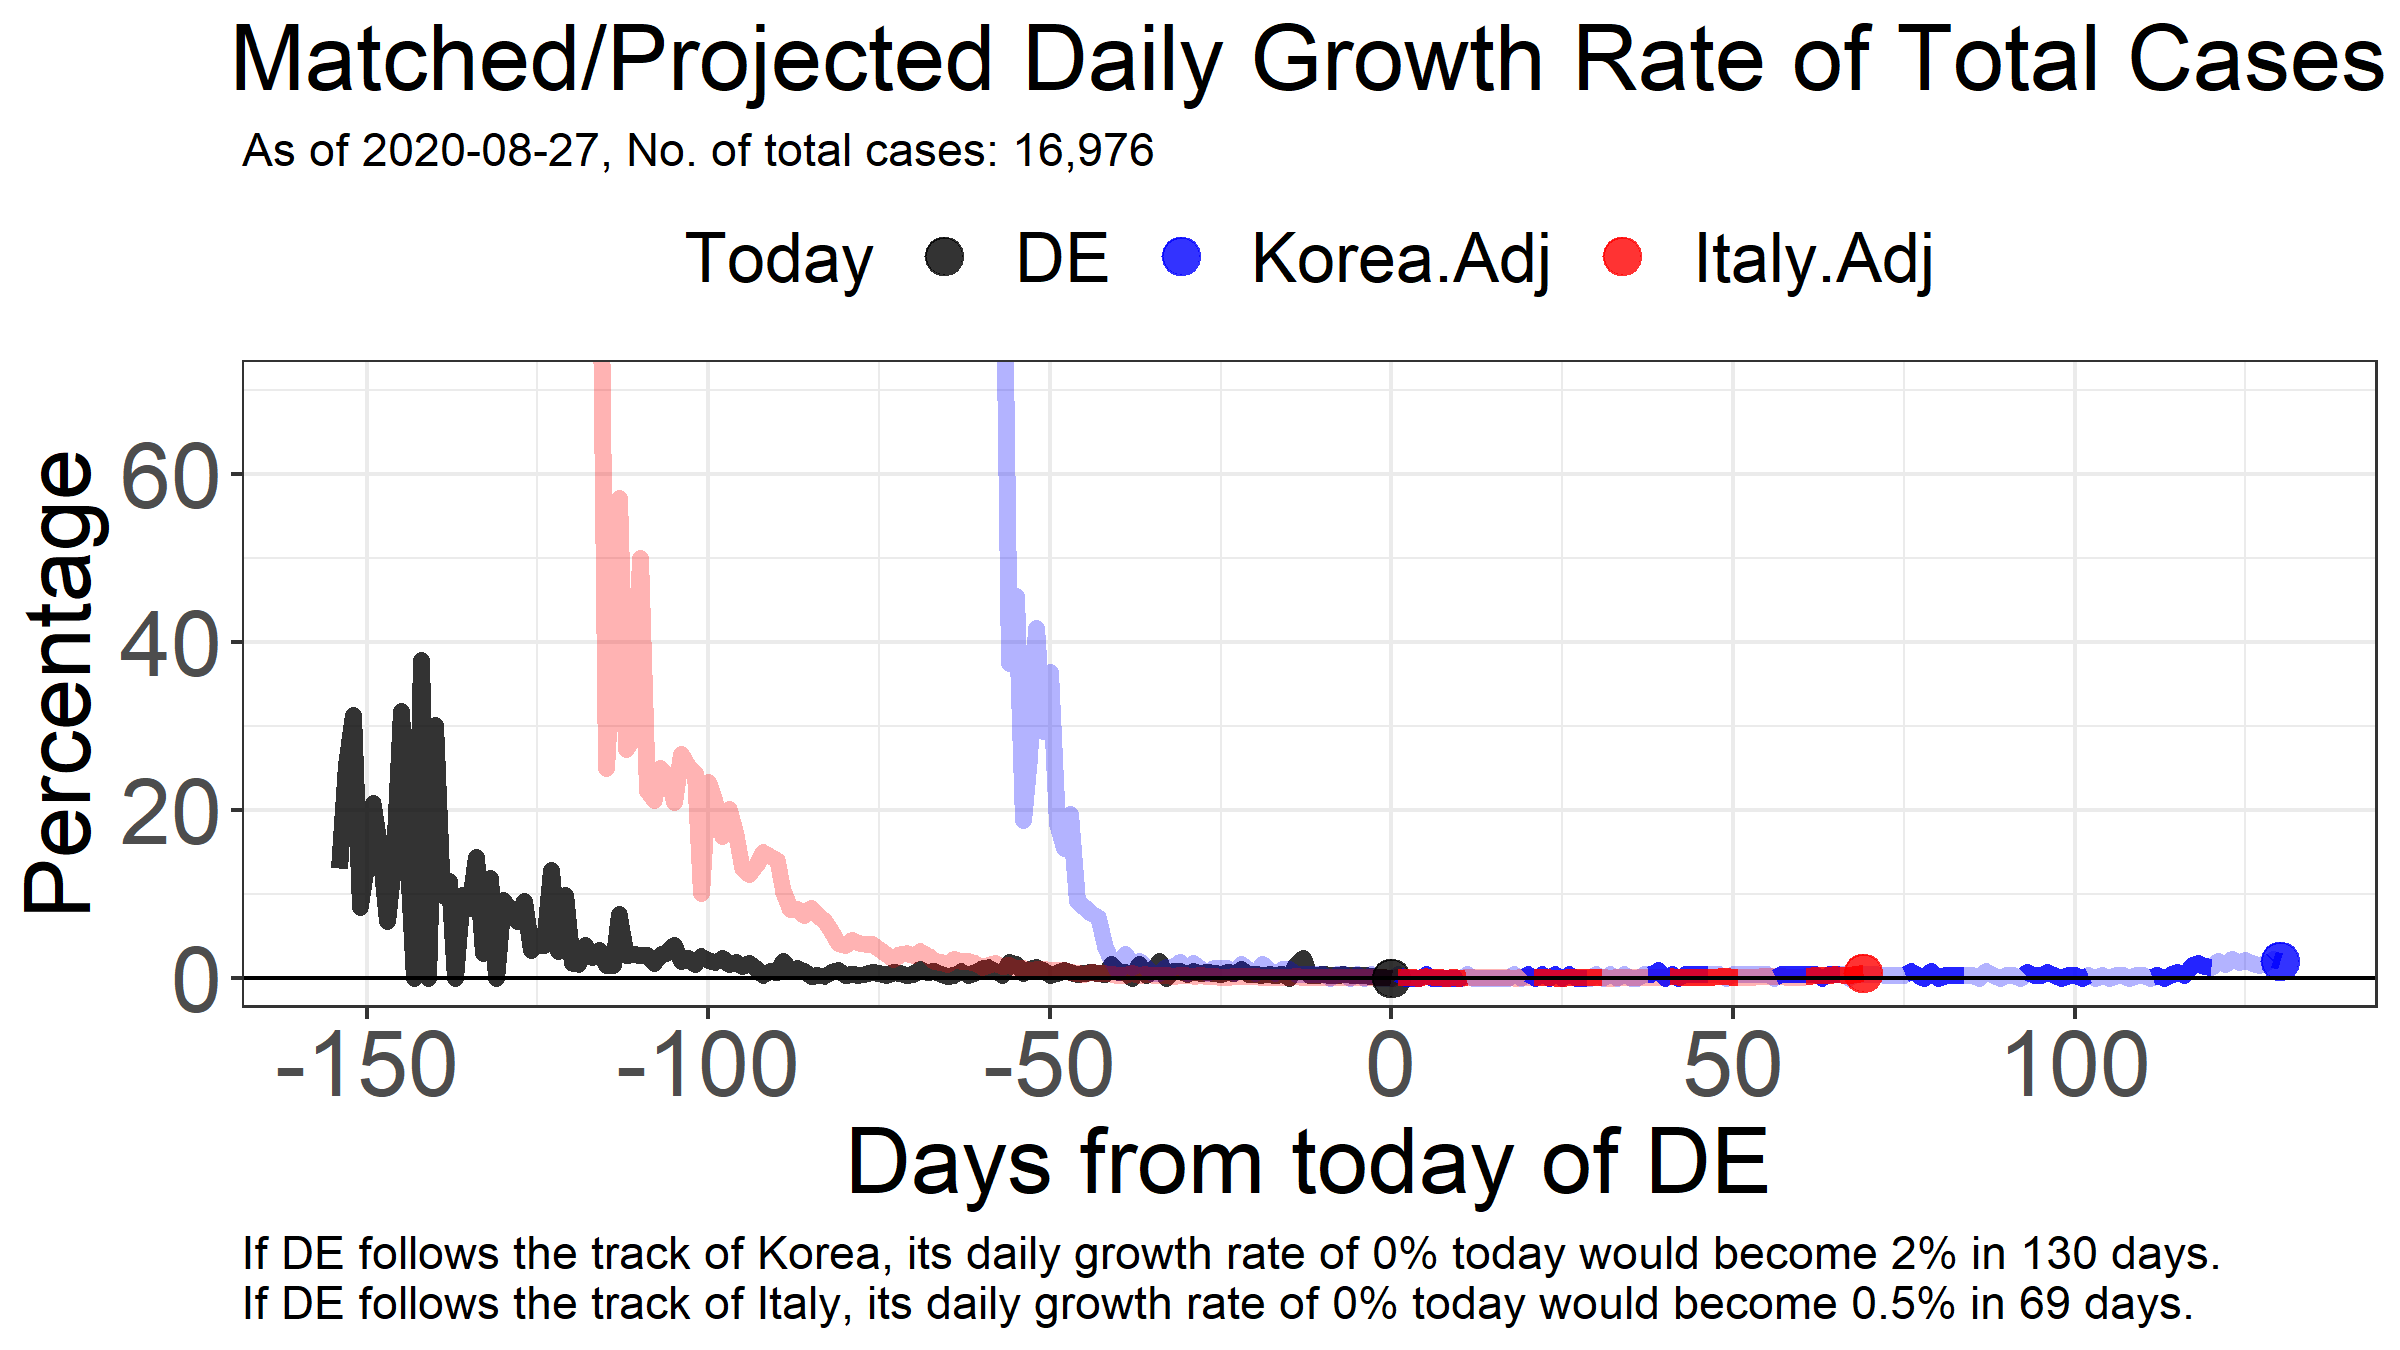 Matched/Projected Daily Growth Rate of Total Cases
As of 2020-08-27, No. of total cases: 16,976
Today DE Korea.Adj Italy.Adj
Percentage
60
40
20
0
-150 -100 -50 0 50 100
Days from today of DE
If DE follows the track of Korea, its daily growth rate of 0% today would become 2% in 130 days.
If DE follows the track of Italy, its daily growth rate of 0% today would become 0.5% in 69 days.